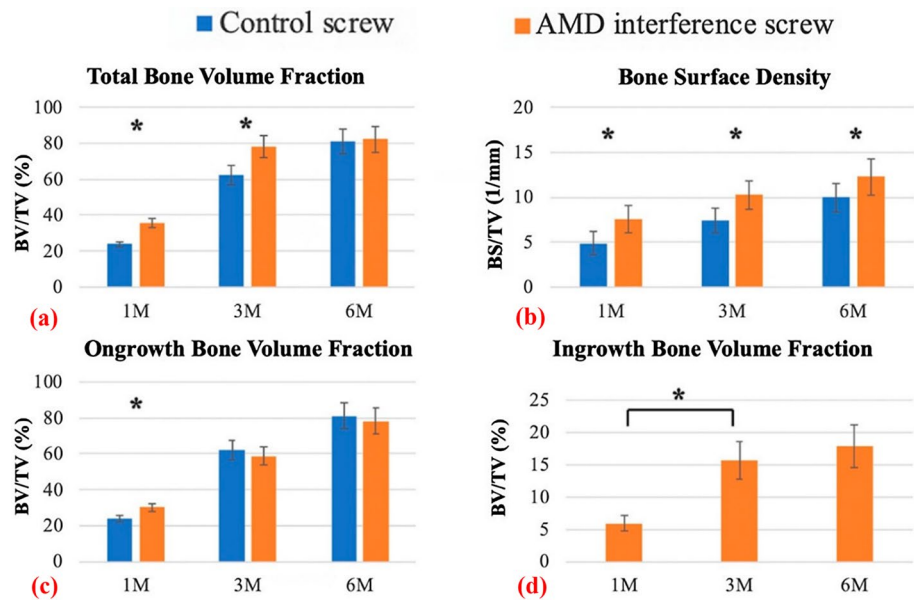 Control screw AMD interference screw
Total Bone Volume Fraction
BV/TV (%)
100
80
60
40
20
0
* *
1M 3M 6M
(a)
Bone Surface Density
BS/TV (1/mm)
20
15
10
5
0
* * *
1M 3M 6M
(b)
Ongrowth Bone Volume Fraction
BV/TV (%)
100
80
60
40
20
0
*
1M 3M 6M
(c)
Ingrowth Bone Volume Fraction
BV/TV (%)
25
20
15
10
5
0
*
1M 3M 6M
(d)